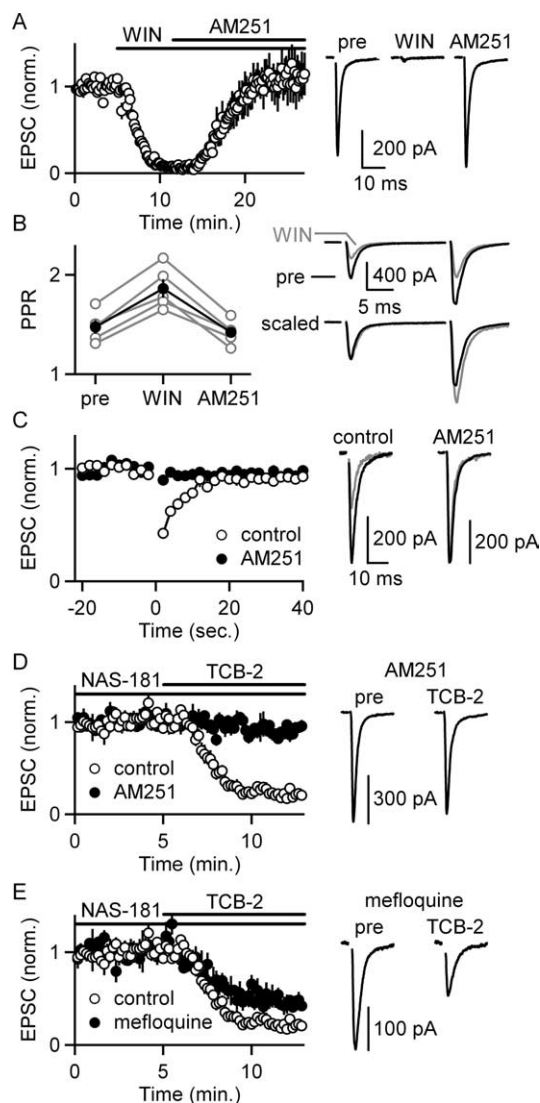 A
WIN
AM251
pre WIN AM251
EPSC (norm.)
1
0
0 10 20
Time (min.)
200 pA
10 ms
B
PPR
2
1
pre WIN AM251
WIN
pre
400 pA
5 ms
scaled
C
EPSC (norm.)
1
0
control
AM251
-20 0 20 40
Time (sec.)
control AM251
200 pA
10 ms
200 pA
D
NAS-181 TCB-2
EPSC (norm.)
1
0
control
AM251
0 5 10
Time (min.)
AM251
pre TCB-2
300 pA
E
NAS-181 TCB-2
EPSC (norm.)
1
0
control
mefloquine
0 5 10
Time (min.)
mefloquine
pre TCB-2
100 pA